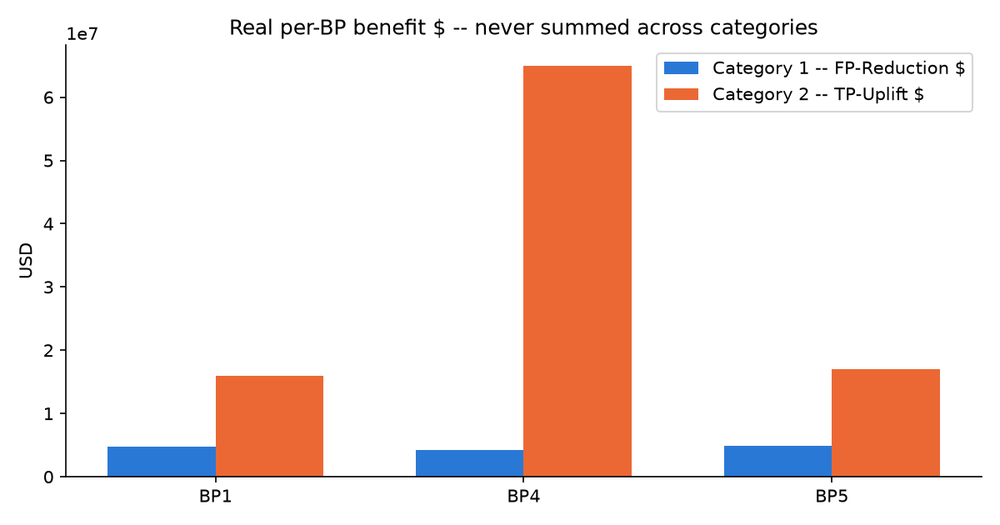 Real per-BP benefit $ -- never summed across categories
1e7
Category 1 -- FP-Reduction $
Category 2 -- TP-Uplift $
6
5
4
3
2
1
0
USD
BP1
BP4
BP5